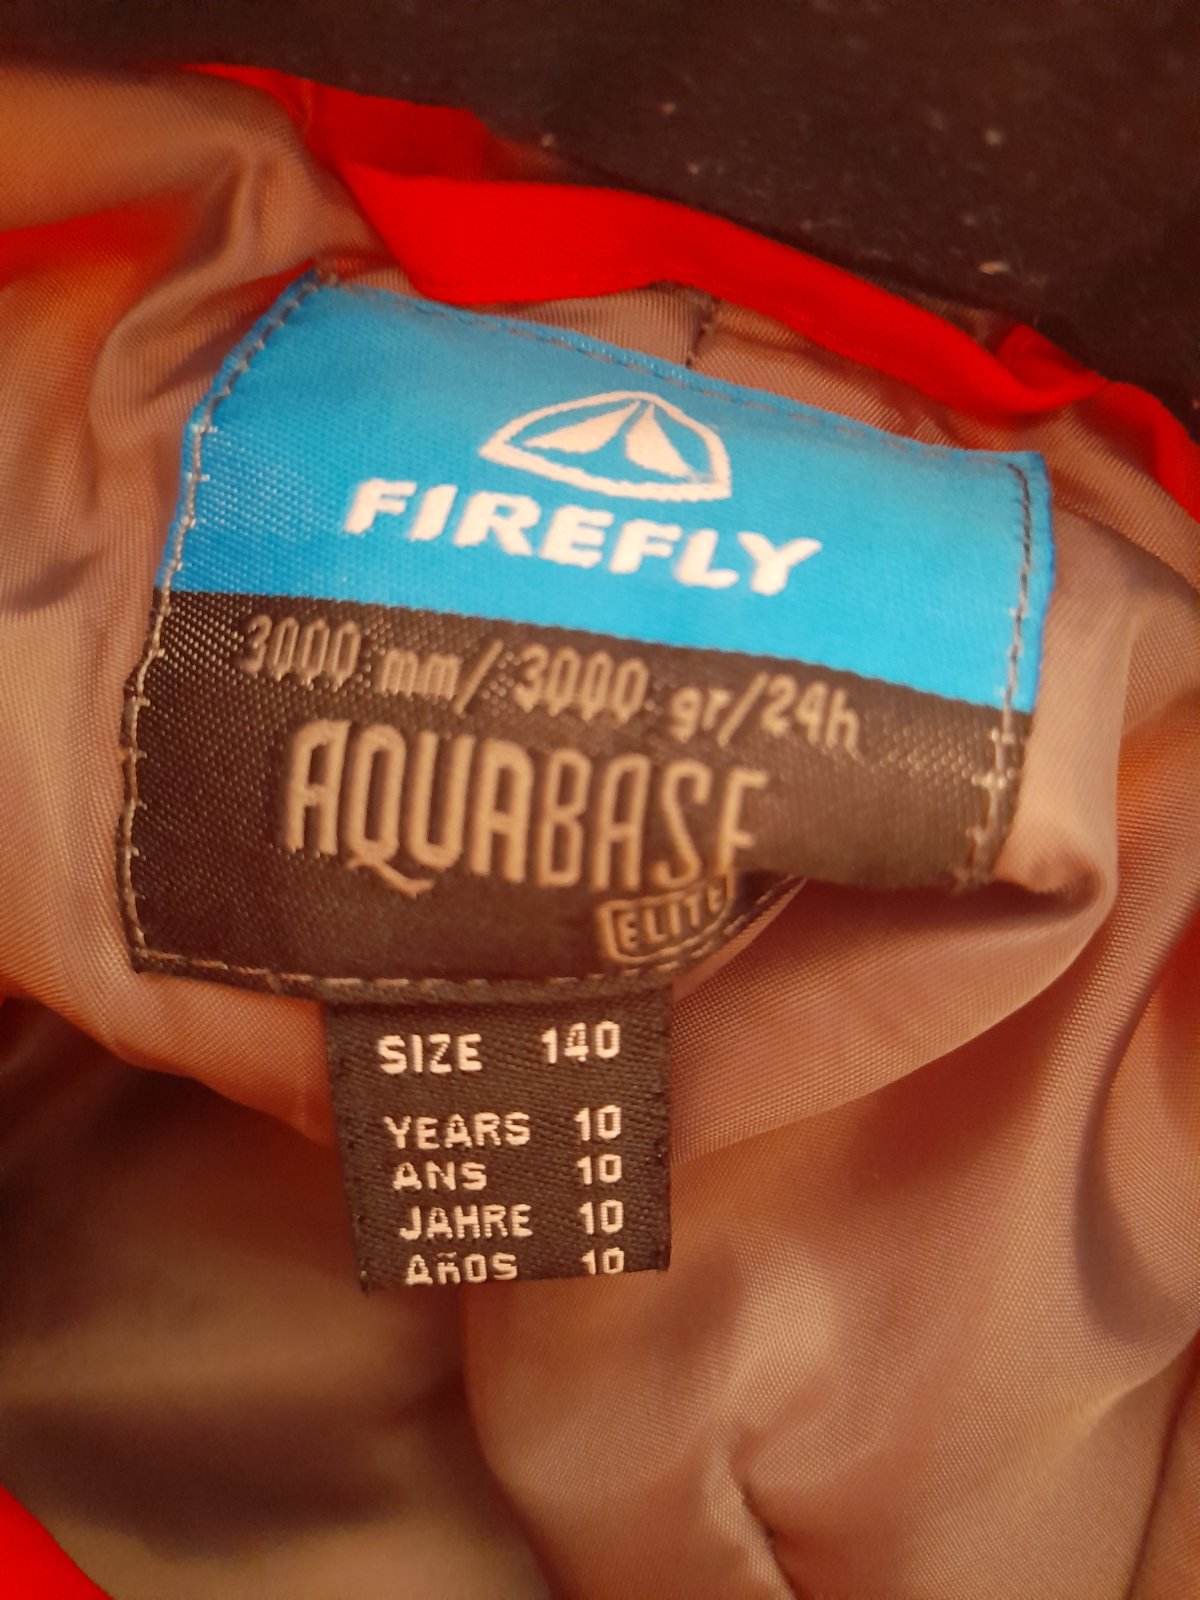 FIREFLY
3000 mm/ 3000 gr/24h
AQUABASE
ELITE
SIZE 140
YEARS 10
ANS 10
JAHRE 10
AÑOS 10